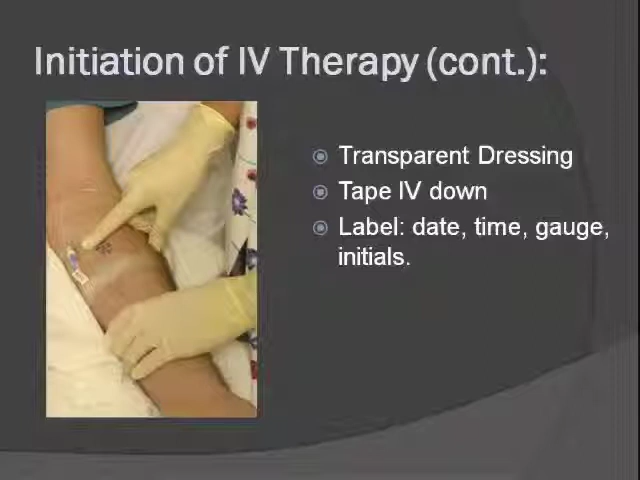 Initiation of IV Therapy (cont.):
Transparent Dressing
Tape IV down
Label: date, time, gauge,
initials.